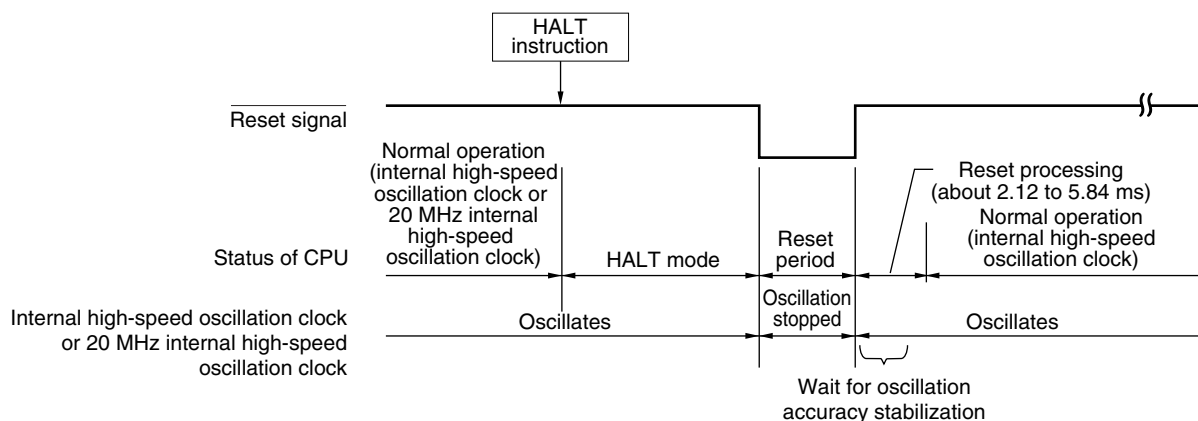 HALT
instruction
Reset signal
Normal operation
(internal high-speed
oscillation clock or
20 MHz internal
high-speed
oscillation clock)
Reset processing
(about 2.12 to 5.84 ms)
Normal operation
(internal high-speed
oscillation clock)
Status of CPU
HALT mode
Reset
period
Internal high-speed oscillation clock
or 20 MHz internal high-speed
oscillation clock
Oscillates
Oscillation
stopped
Oscillates
Wait for oscillation
accuracy stabilization